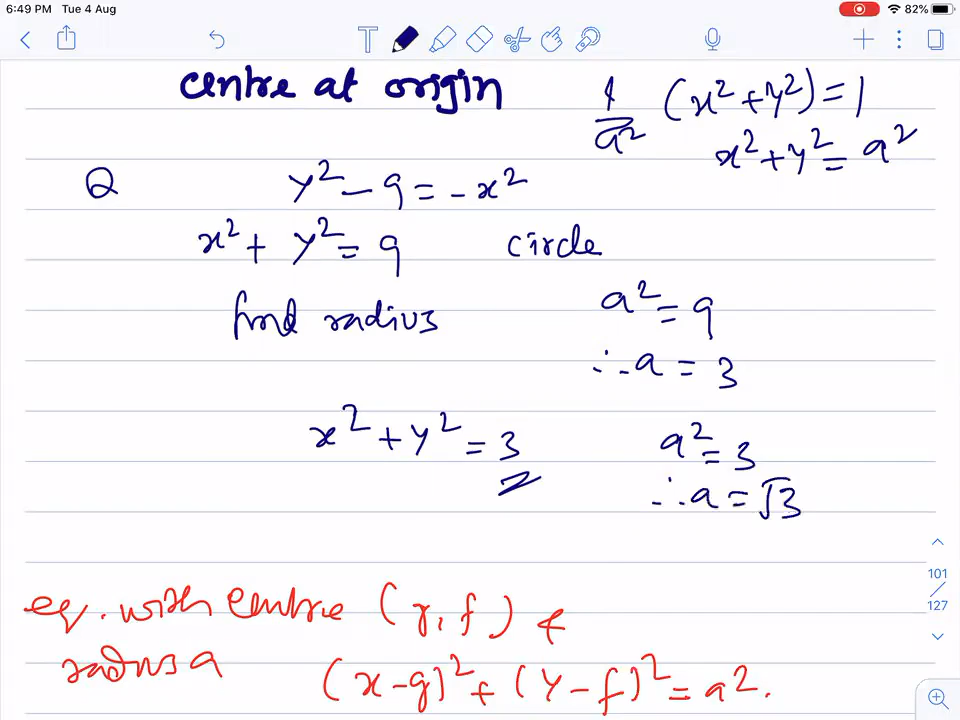 6:49 PM Tue 4 Aug 82%
T
centre at origin
1/a² (x²+y²)=1
x²+y²=a²
Q y²-9=-x²
x²+y²=9 circle
find radius a²=9
∴a=3
x²+y²=3 a²=3
∴a=√3
101
/
127
eq. with centre (g,f) &
radius a (x-g)²+(y-f)²=a².